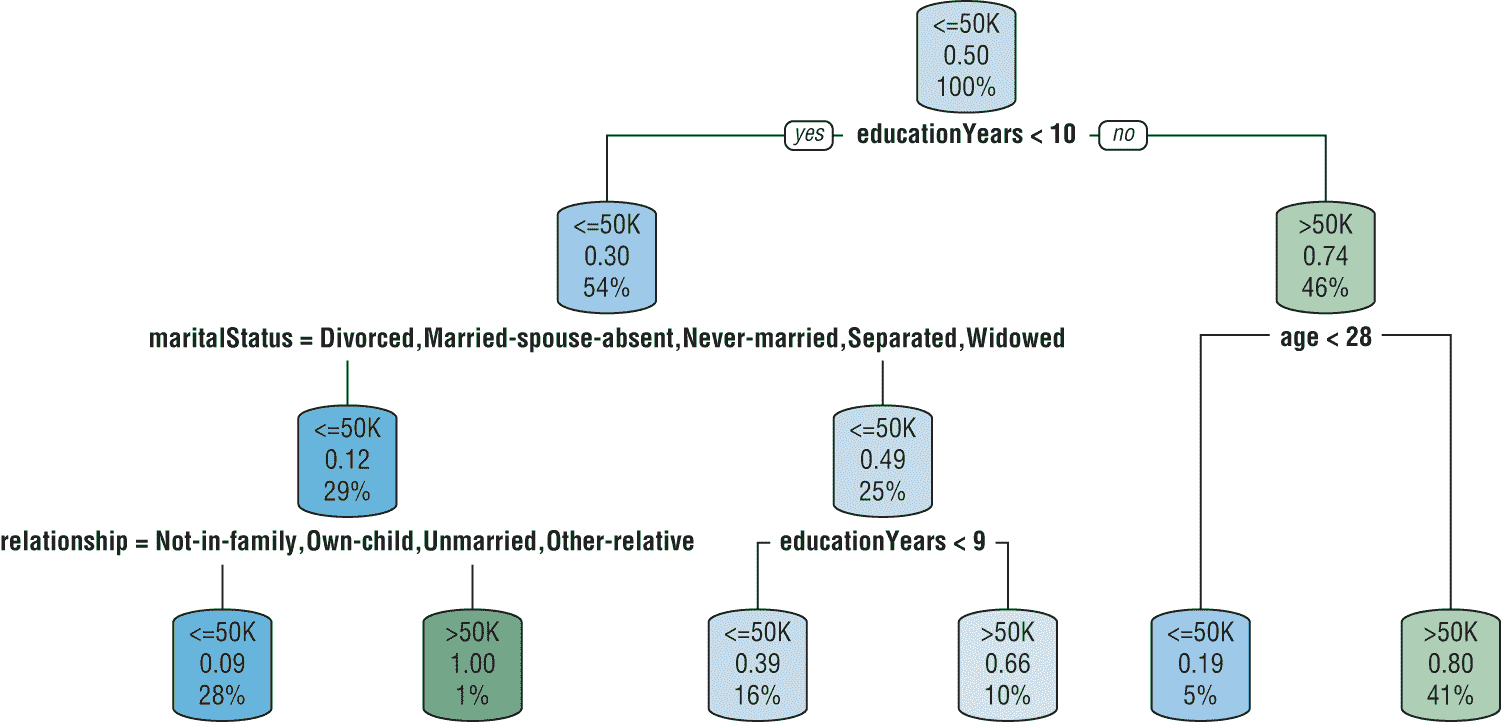 <=50K
0.50
100%
yes educationYears < 10 no
<=50K
0.30
54%
>50K
0.74
46%
maritalStatus = Divorced,Married-spouse-absent,Never-married,Separated,Widowed
age < 28
<=50K
0.12
29%
<=50K
0.49
25%
relationship = Not-in-family,Own-child,Unmarried,Other-relative
educationYears < 9
<=50K
0.09
28%
>50K
1.00
1%
<=50K
0.39
16%
>50K
0.66
10%
<=50K
0.19
5%
>50K
0.80
41%